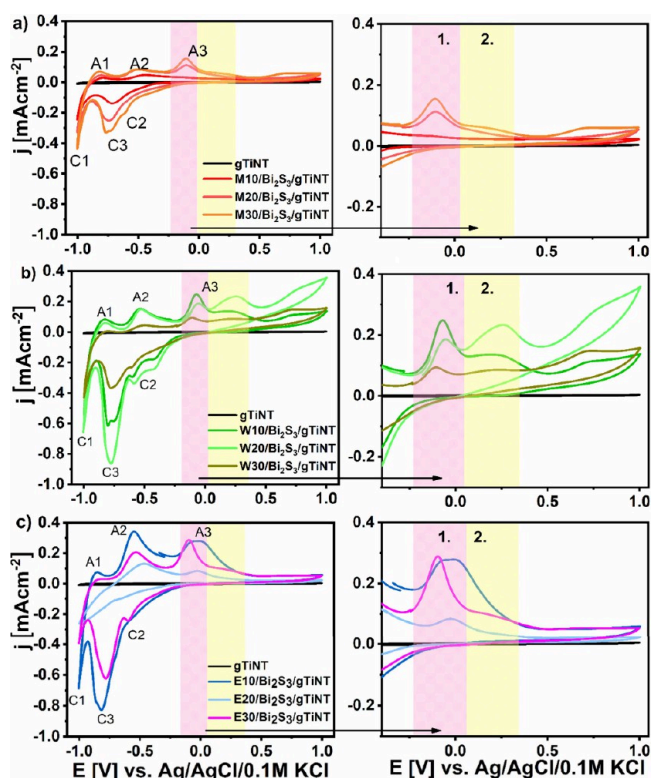 a)
0.4
0.2
0.0
-0.2
-0.4
-0.6
-0.8
-1.0
j [mAcm-2]
A1
A2
A3
C1
C3
C2
gTiNT
M10/Bi2S3/gTiNT
M20/Bi2S3/gTiNT
M30/Bi2S3/gTiNT
-1.0 -0.5 0.0 0.5 1.0
1. 2.
0.4
0.2
0.0
-0.2
0.0 0.5 1.0
b)
0.4
0.2
0.0
-0.2
-0.4
-0.6
-0.8
-1.0
j [mAcm-2]
A1
A2
A3
C1
C3
C2
gTiNT
W10/Bi2S3/gTiNT
W20/Bi2S3/gTiNT
W30/Bi2S3/gTiNT
-1.0 -0.5 0.0 0.5 1.0
1. 2.
0.4
0.2
0.0
-0.2
0.0 0.5 1.0
c)
0.4
0.2
0.0
-0.2
-0.4
-0.6
-0.8
-1.0
j [mAcm-2]
A1
A2
A3
C1
C3
C2
gTiNT
E10/Bi2S3/gTiNT
E20/Bi2S3/gTiNT
E30/Bi2S3/gTiNT
-1.0 -0.5 0.0 0.5 1.0
1. 2.
0.4
0.2
0.0
-0.2
0.0 0.5 1.0
E [V] vs. Ag/AgCl/0.1M KCl
E [V] vs. Ag/AgCl/0.1M KCl